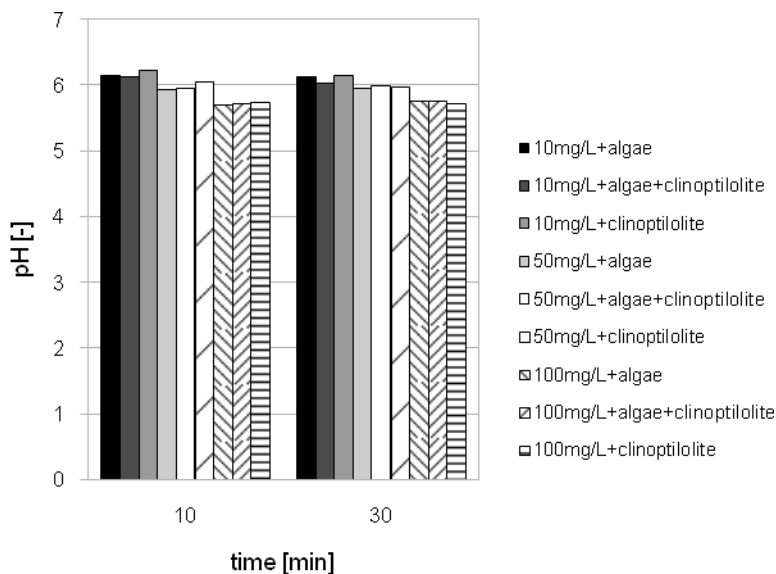 7
6
5
4
3
2
1
0
pH [-]
10
30
time [min]
10mg/L+algae
10mg/L+algae+clinoptilolite
10mg/L+clinoptilolite
50mg/L+algae
50mg/L+algae+clinoptilolite
50mg/L+clinoptilolite
100mg/L+algae
100mg/L+algae+clinoptilolite
100mg/L+clinoptilolite